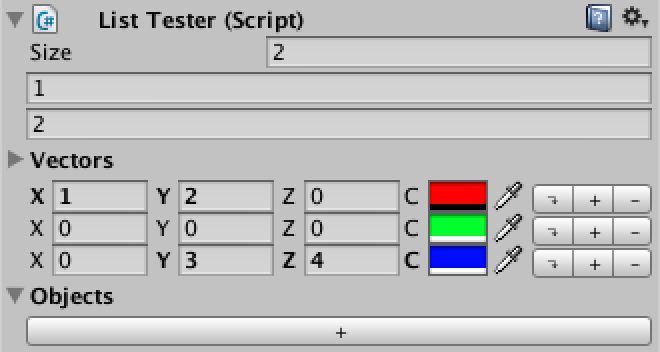 C# List Tester (Script) ?
Size 2
1
2
Vectors
X 1 Y 2 Z 0 C + -
X 0 Y 0 Z 0 C + -
X 0 Y 3 Z 4 C + -
Objects
+